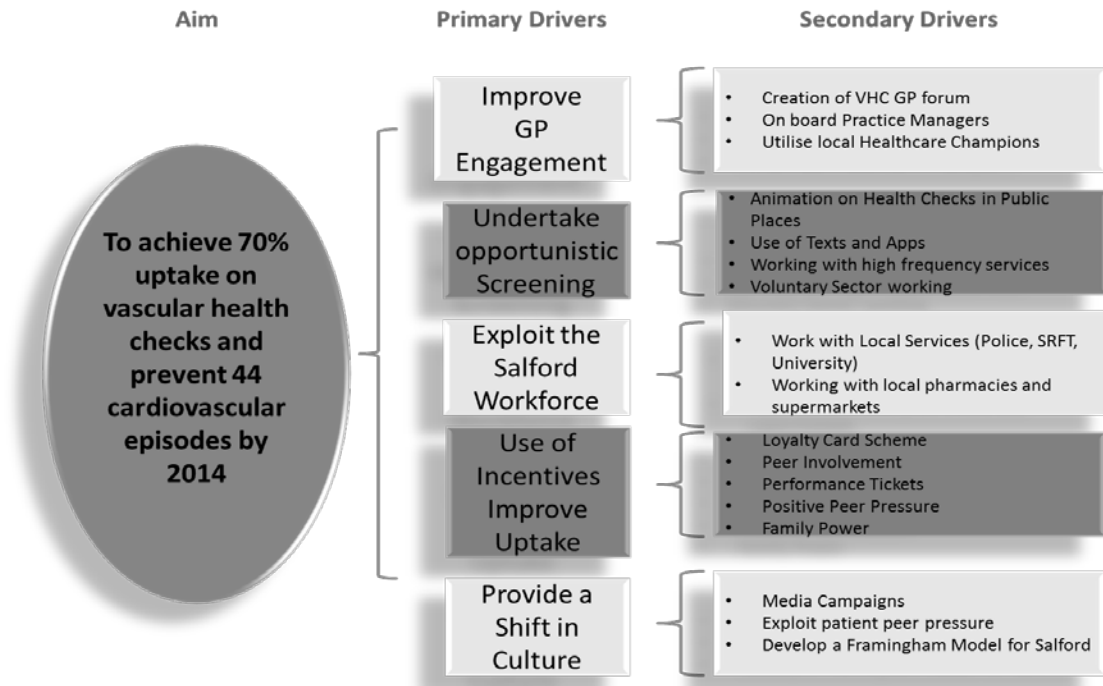 Aim
Primary Drivers
Secondary Drivers
To achieve 70%
uptake on
vascular health
checks and
prevent 44
cardiovascular
episodes by
2014
Improve
GP
Engagement
• Creation of VHC GP forum
• On board Practice Managers
• Utilise local Healthcare Champions
Undertake
opportunistic
Screening
• Animation on Health Checks in Public
Places
• Use of Texts and Apps
• Working with high frequency services
• Voluntary Sector working
Exploit the
Salford
Workforce
• Work with Local Services (Police, SRFT,
University)
• Working with local pharmacies and
supermarkets
Use of
Incentives
Improve
Uptake
• Loyalty Card Scheme
• Peer Involvement
• Performance Tickets
• Positive Peer Pressure
• Family Power
Provide a
Shift in
Culture
• Media Campaigns
• Exploit patient peer pressure
• Develop a Framingham Model for Salford